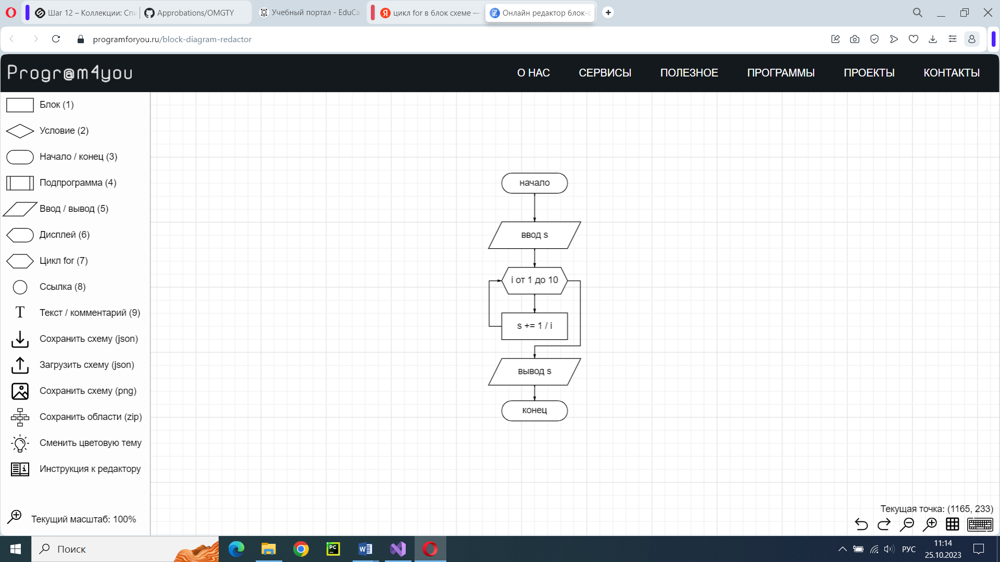 Шаг 12 – Коллекции: Спи
Approbations/OMGTY
Учебный портал - EduCa
цикл for в блок схеме —
Онлайн редактор блок-с
programforyou.ru/block-diagram-redactor
Progr@m4you
О НАС
СЕРВИСЫ
ПОЛЕЗНОЕ
ПРОГРАММЫ
ПРОЕКТЫ
КОНТАКТЫ
Блок (1)
Условие (2)
Начало / конец (3)
Подпрограмма (4)
Ввод / вывод (5)
Дисплей (6)
Цикл for (7)
Ссылка (8)
T Текст / комментарий (9)
Сохранить схему (json)
Загрузить схему (json)
Сохранить схему (png)
Сохранить области (zip)
Сменить цветовую тему
Инструкция к редактору
Текущий масштаб: 100%
начало
ввод s
i от 1 до 10
s += 1 / i
вывод s
конец
Текущая точка: (1165, 233)
Поиск
PC
РУС
11:14
25.10.2023